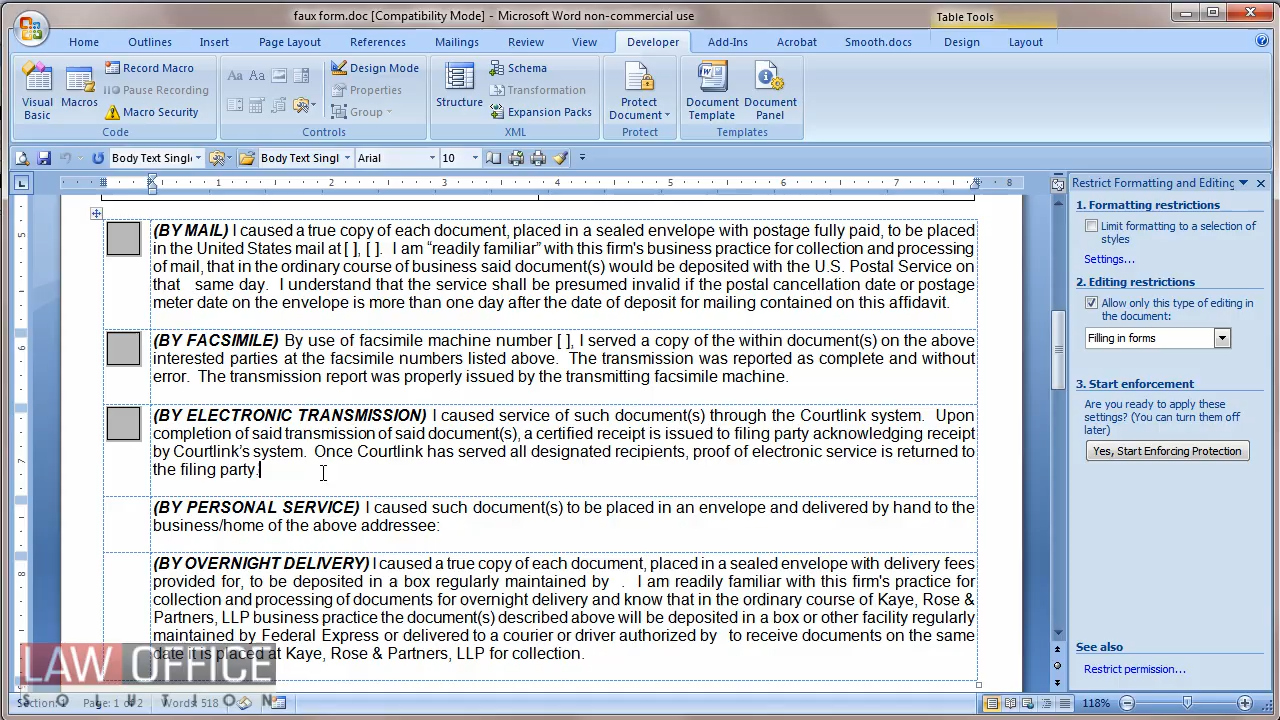 faux form.doc [Compatibility Mode] - Microsoft Word non-commercial use
Table Tools
Home Outlines Insert Page Layout References Mailings Review View Developer Add-Ins Acrobat Smooth.docs Design Layout
Visual Basic
Macros
Record Macro
Pause Recording
Macro Security
Code
Aa Aa
Design Mode
Properties
Group
Controls
Structure
Schema
Transformation
Expansion Packs
XML
Protect Document
Protect
Document Template
Document Panel
Templates
Body Text Singl Body Text Singl Arial 10
1 2 3 4 5 6 7 8
5
6
7
8
(BY MAIL) I caused a true copy of each document, placed in a sealed envelope with postage fully paid, to be placed
in the United States mail at [ ], [ ]. I am “readily familiar” with this firm's business practice for collection and processing
of mail, that in the ordinary course of business said document(s) would be deposited with the U.S. Postal Service on
that same day. I understand that the service shall be presumed invalid if the postal cancellation date or postage
meter date on the envelope is more than one day after the date of deposit for mailing contained on this affidavit.
(BY FACSIMILE) By use of facsimile machine number [ ], I served a copy of the within document(s) on the above
interested parties at the facsimile numbers listed above. The transmission was reported as complete and without
error. The transmission report was properly issued by the transmitting facsimile machine.
(BY ELECTRONIC TRANSMISSION) I caused service of such document(s) through the Courtlink system. Upon
completion of said transmission of said document(s), a certified receipt is issued to filing party acknowledging receipt
by Courtlink's system. Once Courtlink has served all designated recipients, proof of electronic service is returned to
the filing party.
(BY PERSONAL SERVICE) I caused such document(s) to be placed in an envelope and delivered by hand to the
business/home of the above addressee:
(BY OVERNIGHT DELIVERY) I caused a true copy of each document, placed in a sealed envelope with delivery fees
provided for, to be deposited in a box regularly maintained by . I am readily familiar with this firm's practice for
collection and processing of documents for overnight delivery and know that in the ordinary course of Kaye, Rose &
Partners, LLP business practice the document(s) described above will be deposited in a box or other facility regularly
maintained by Federal Express or delivered to a courier or driver authorized by to receive documents on the same
date it is placed at Kaye, Rose & Partners, LLP for collection.
Restrict Formatting and Editing
1. Formatting restrictions
Limit formatting to a selection of
styles
Settings...
2. Editing restrictions
Allow only this type of editing in
the document:
Filling in forms
3. Start enforcement
Are you ready to apply these
settings? (You can turn them off
later)
Yes, Start Enforcing Protection
See also
Restrict permission...
LAW OFFICE
SOLUTIONS
Section: 1 Page: 1 of 2 Words: 518
118%